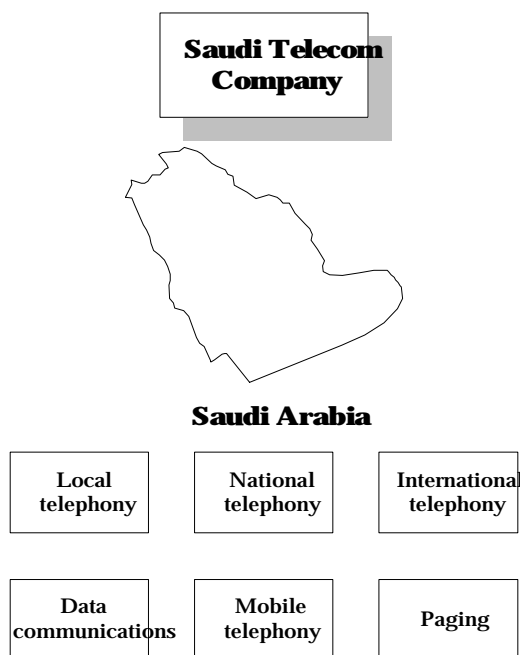 Saudi Telecom
Company
Saudi Arabia
Local
telephony
National
telephony
International
telephony
Data
communications
Mobile
telephony
Paging